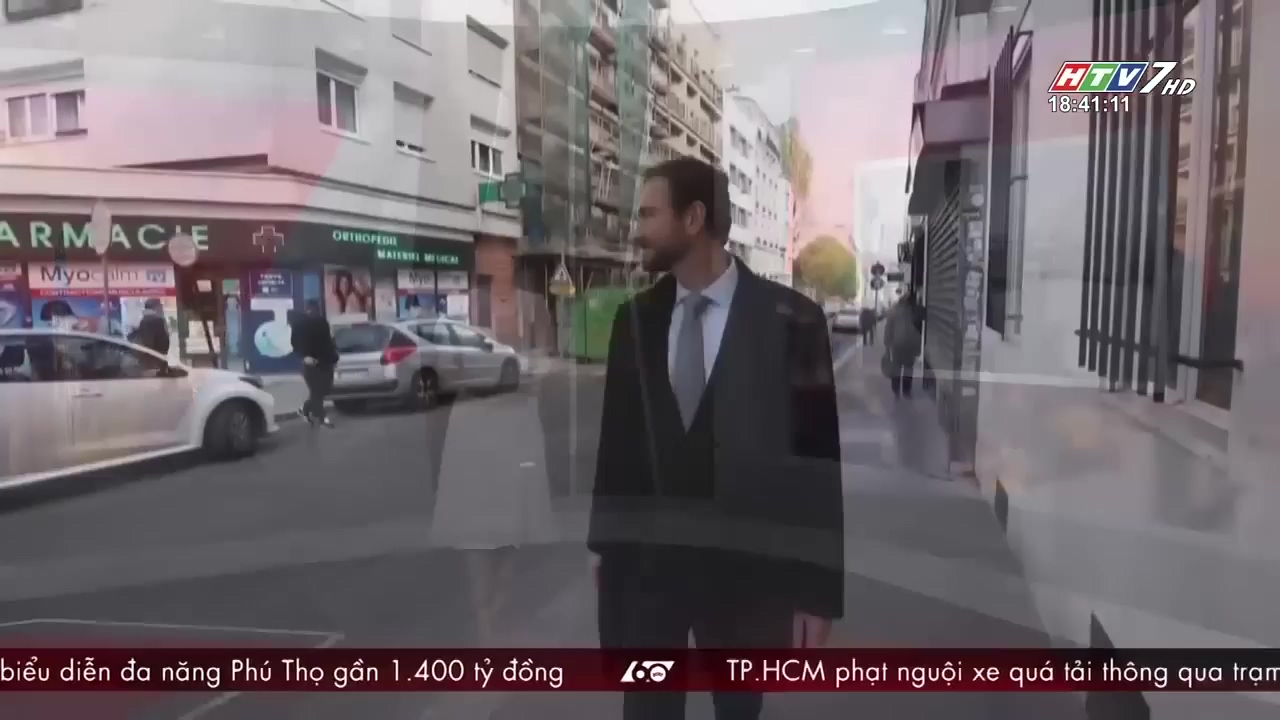 HTV7HD
18:41:11
ARMACIE
ORTHOPEDIE
MATERIEL MEDICAL
Myocalm
biểu diễn đa năng Phú Thọ gần 1.400 tỷ đồng
60
TP.HCM phạt nguội xe quá tải thông qua trạm